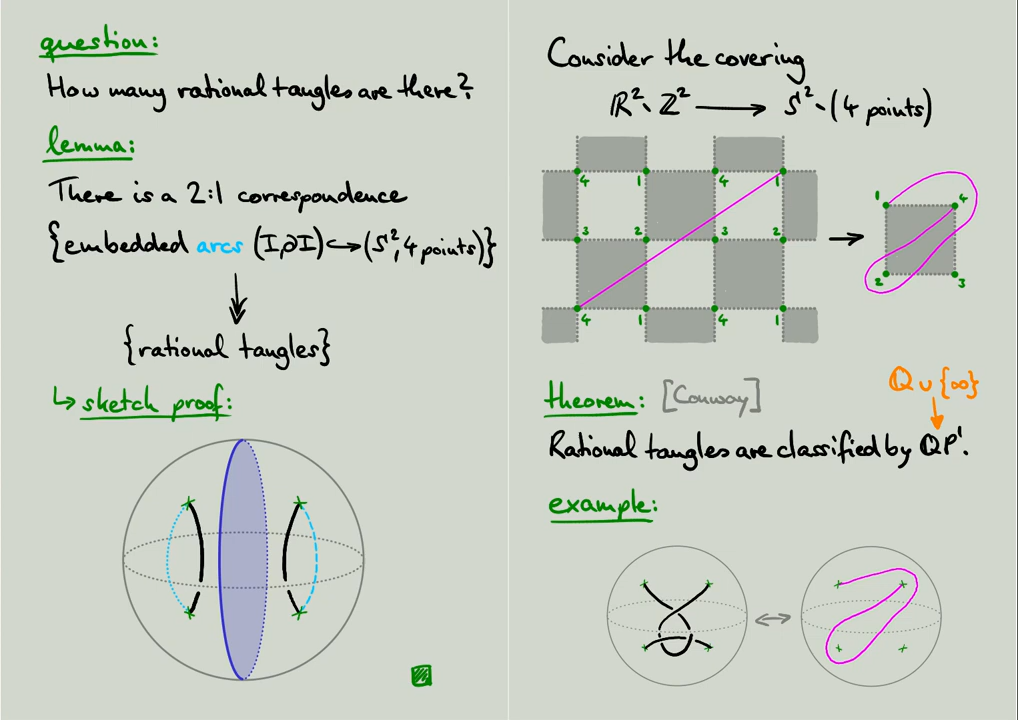 question:
How many rational tangles are there?
lemma:
There is a 2:1 correspondence
{embedded arcs (I,∂I)↪(S²,4 points)}
{rational tangles}
↳ sketch proof:
Consider the covering
ℝ²∖ℤ² ⟶ S²∖(4 points)
4 1 4 1
3 2 3 2
4 1 4 1
1 4
2 3
theorem: [Conway]
ℚ∪{∞}
Rational tangles are classified by ℚP¹.
example: